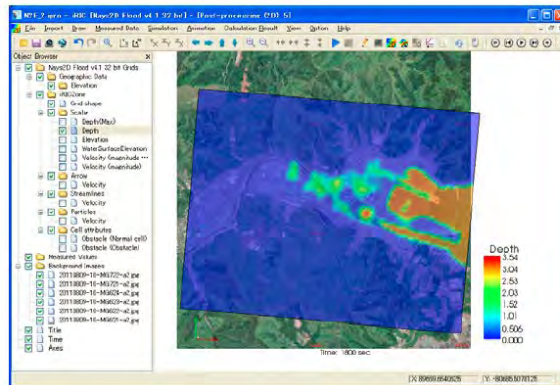 N2F_2.ipro - iRIC [Nays2D Flood v4.1 32 bit] - [Post-processing (2D): 5]
File Import Draw Measured Data Simulation Animation Calculation Result View Option Help
Object Browser
Nays2D Flood v4.1 32 bit Grids
Geographic Data
Elevation
iRICZone
Grid shape
Scalar
Depth(Max)
Depth
Elevation
WaterSurfaceElevation
Velocity (magnitude ...
Velocity (magnitude)
Arrow
Velocity
Streamlines
Velocity
Particles
Velocity
Cell attributes
Obstacle (Normal cell)
Obstacle (Obstacle)
Measured Values
Background Images
Title
Time
Axes
Depth
3.54
3.04
2.53
2.03
1.52
1.01
0.506
0.000
Time: 1800 sec